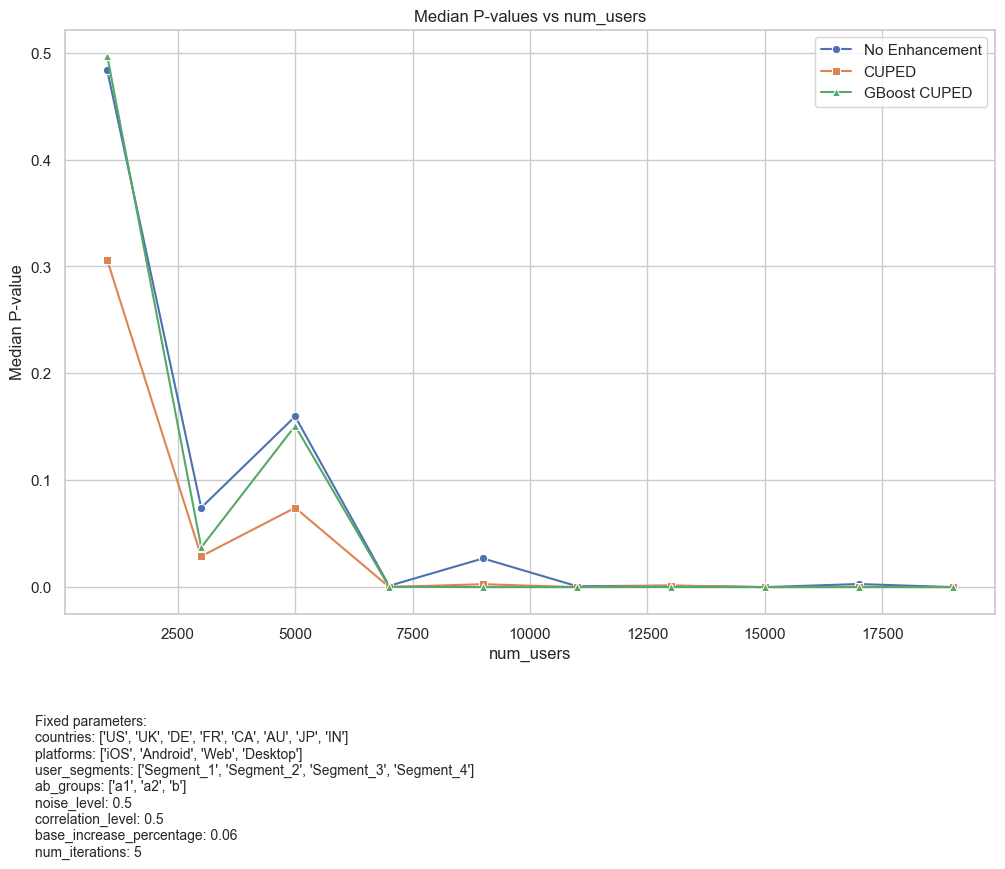 Median P-values vs num_users
No Enhancement
CUPED
GBoost CUPED
Median P-value
0.5
0.4
0.3
0.2
0.1
0.0
2500 5000 7500 10000 12500 15000 17500
num_users
Fixed parameters:
countries: ['US', 'UK', 'DE', 'FR', 'CA', 'AU', 'JP', 'IN']
platforms: ['iOS', 'Android', 'Web', 'Desktop']
user_segments: ['Segment_1', 'Segment_2', 'Segment_3', 'Segment_4']
ab_groups: ['a1', 'a2', 'b']
noise_level: 0.5
correlation_level: 0.5
base_increase_percentage: 0.06
num_iterations: 5